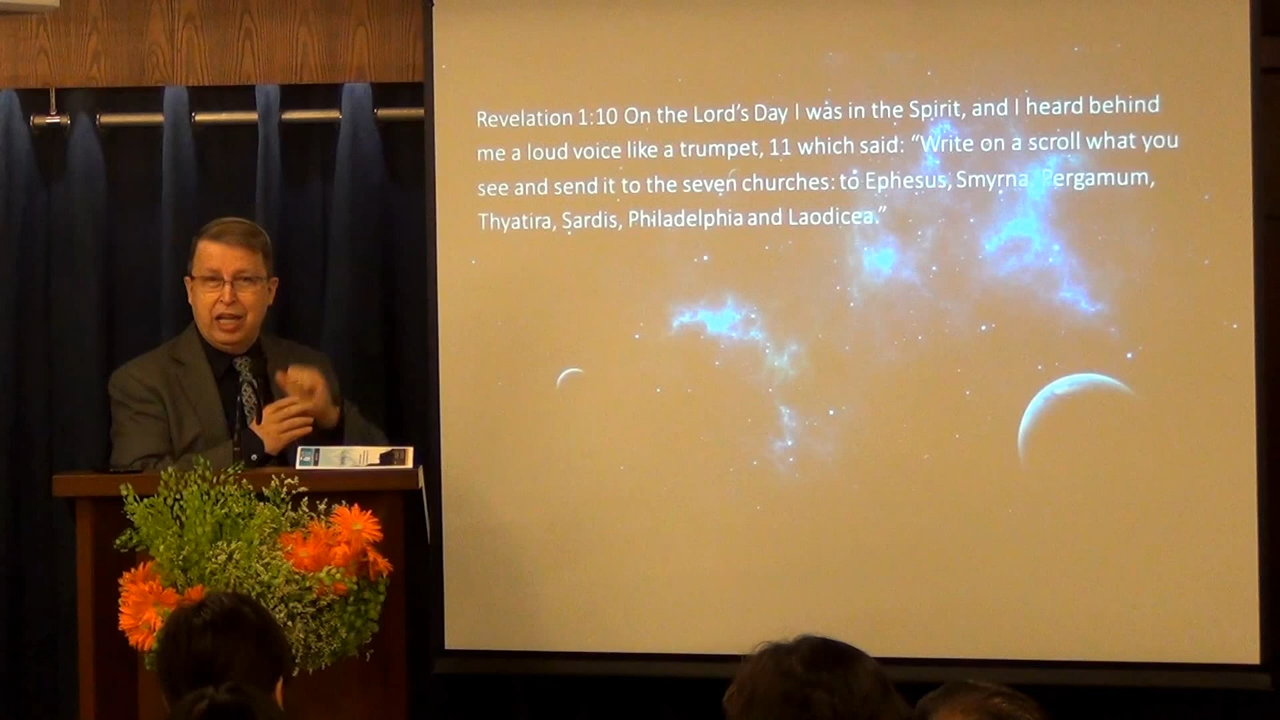 Revelation 1:10 On the Lord’s Day I was in the Spirit, and I heard behind
me a loud voice like a trumpet, 11 which said: “Write on a scroll what you
see and send it to the seven churches: to Ephesus, Smyrna, Pergamum,
Thyatira, Sardis, Philadelphia and Laodicea.”